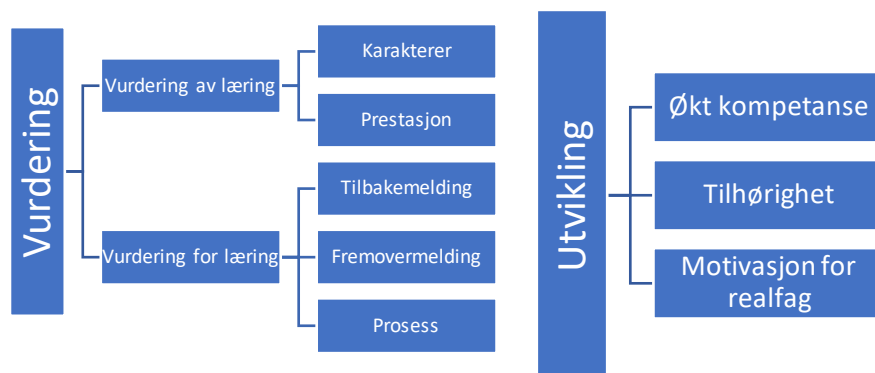 Vurdering
Vurdering av læring
Karakterer
Prestasjon
Vurdering for læring
Tilbakemelding
Fremovermelding
Prosess
Utvikling
Økt kompetanse
Tilhørighet
Motivasjon for
realfag